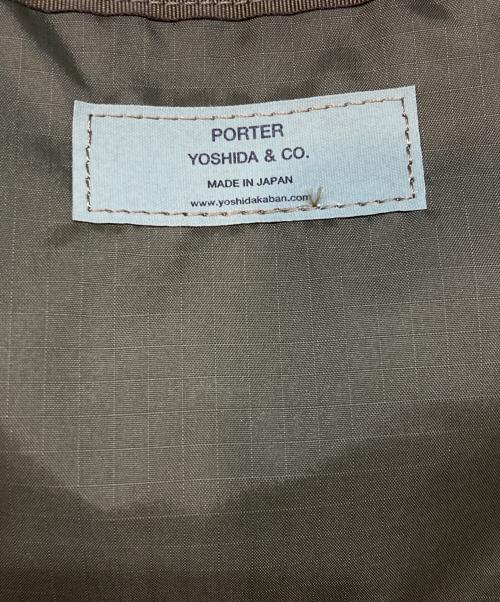 PORTER
YOSHIDA & CO.
MADE IN JAPAN
www.yoshidakaban.com